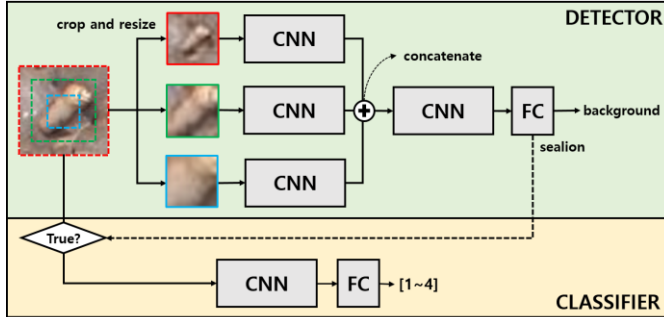 DETECTOR
crop and resize
CNN
concatenate
CNN
CNN
FC
background
sealion
CNN
True?
CNN
FC
[1~4]
CLASSIFIER